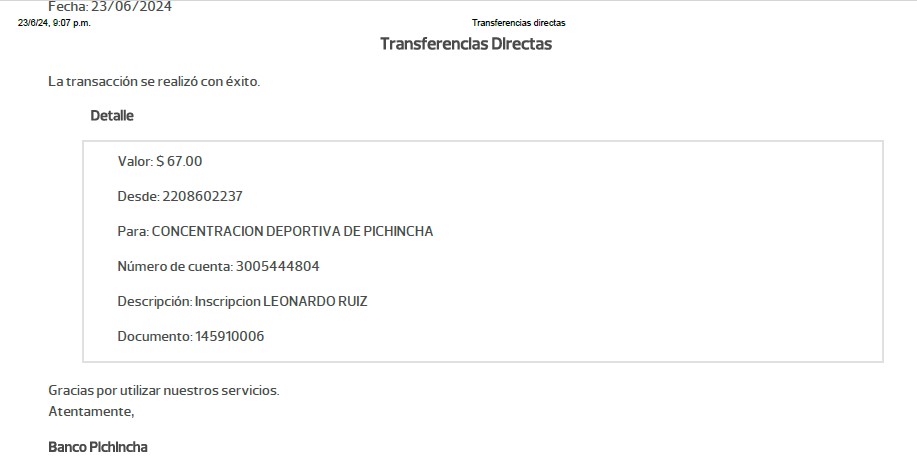 Fecha: 23/06/2024
23/6/24, 9:07 p.m. Transferencias directas
Transferencias Directas
La transacción se realizó con éxito.
Detalle
Valor: $ 67.00
Desde: 2208602237
Para: CONCENTRACION DEPORTIVA DE PICHINCHA
Número de cuenta: 3005444804
Descripción: Inscripcion LEONARDO RUIZ
Documento: 145910006
Gracias por utilizar nuestros servicios.
Atentamente,
Banco Pichincha